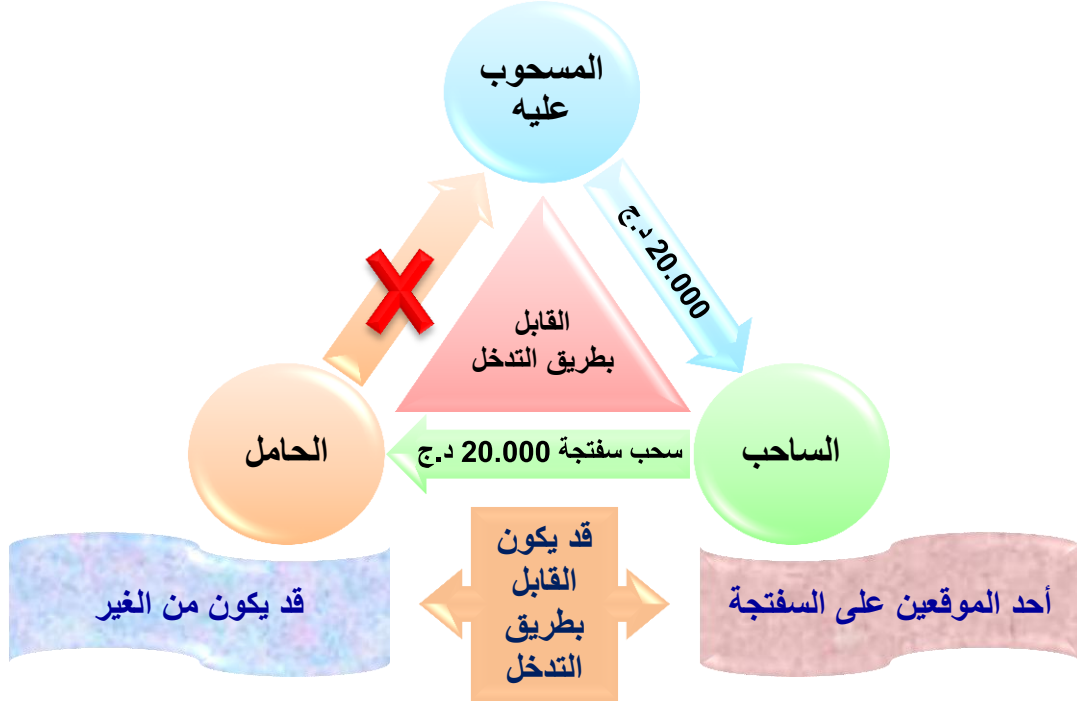 المسحوب
عليه
20.000 د.ج
القابل
بطريق التدخل
الساحب
سحب سفتجة 20.000 د.ج
الحامل
قد يكون
القابل
بطريق
التدخل
أحد الموقعين على السفتجة
قد يكون من الغير